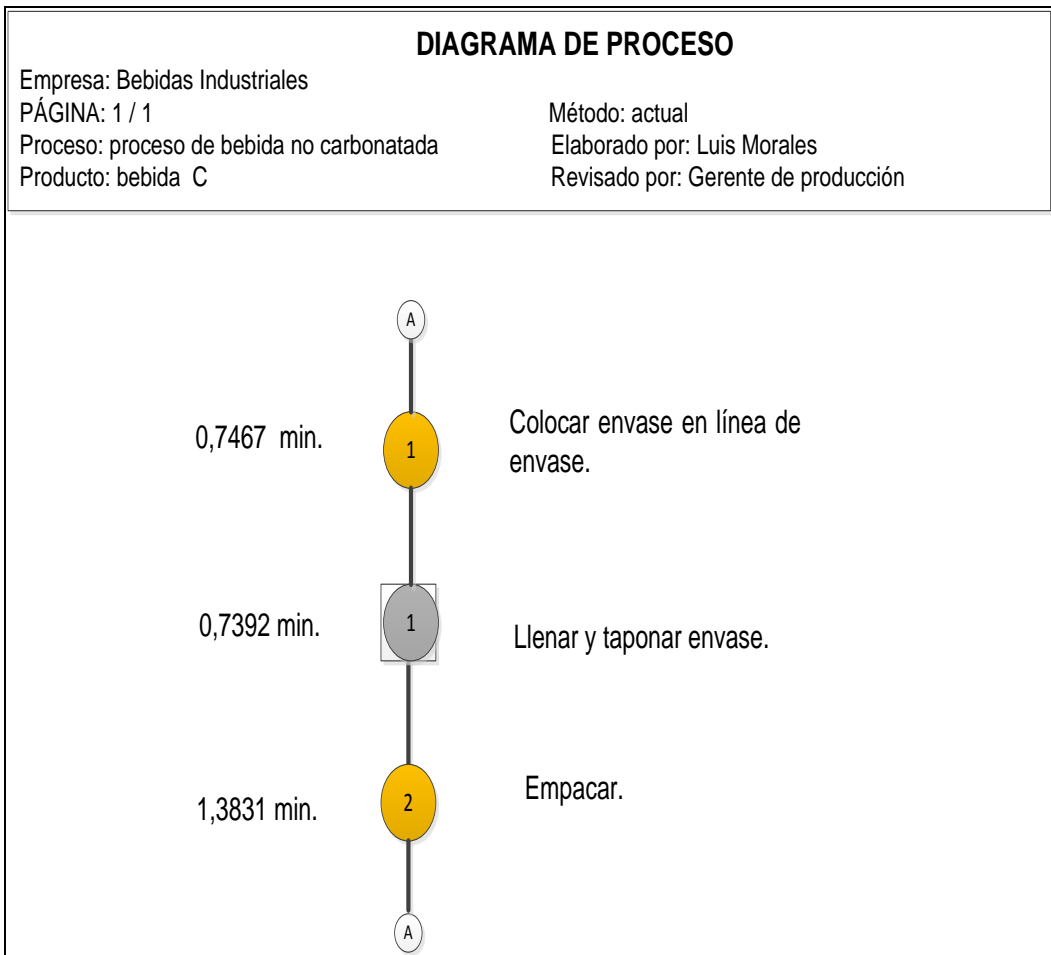 DIAGRAMA DE PROCESO
Empresa: Bebidas Industriales
PÁGINA: 1 / 1
Método: actual
Proceso: proceso de bebida no carbonatada
Elaborado por: Luis Morales
Producto: bebida C
Revisado por: Gerente de producción
A
0,7467 min.
1
Colocar envase en línea de
envase.
0,7392 min.
1
Llenar y taponar envase.
1,3831 min.
2
Empacar.
A